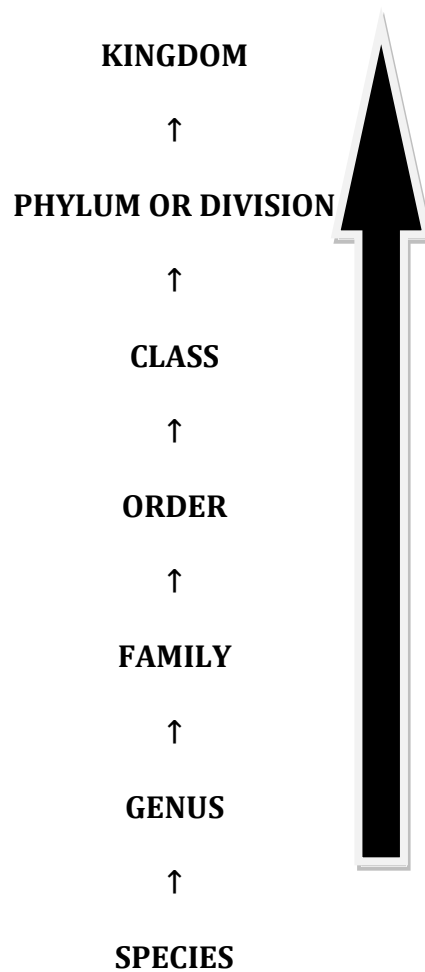 KINGDOM
↑
PHYLUM OR DIVISION
↑
CLASS
↑
ORDER
↑
FAMILY
↑
GENUS
↑
SPECIES